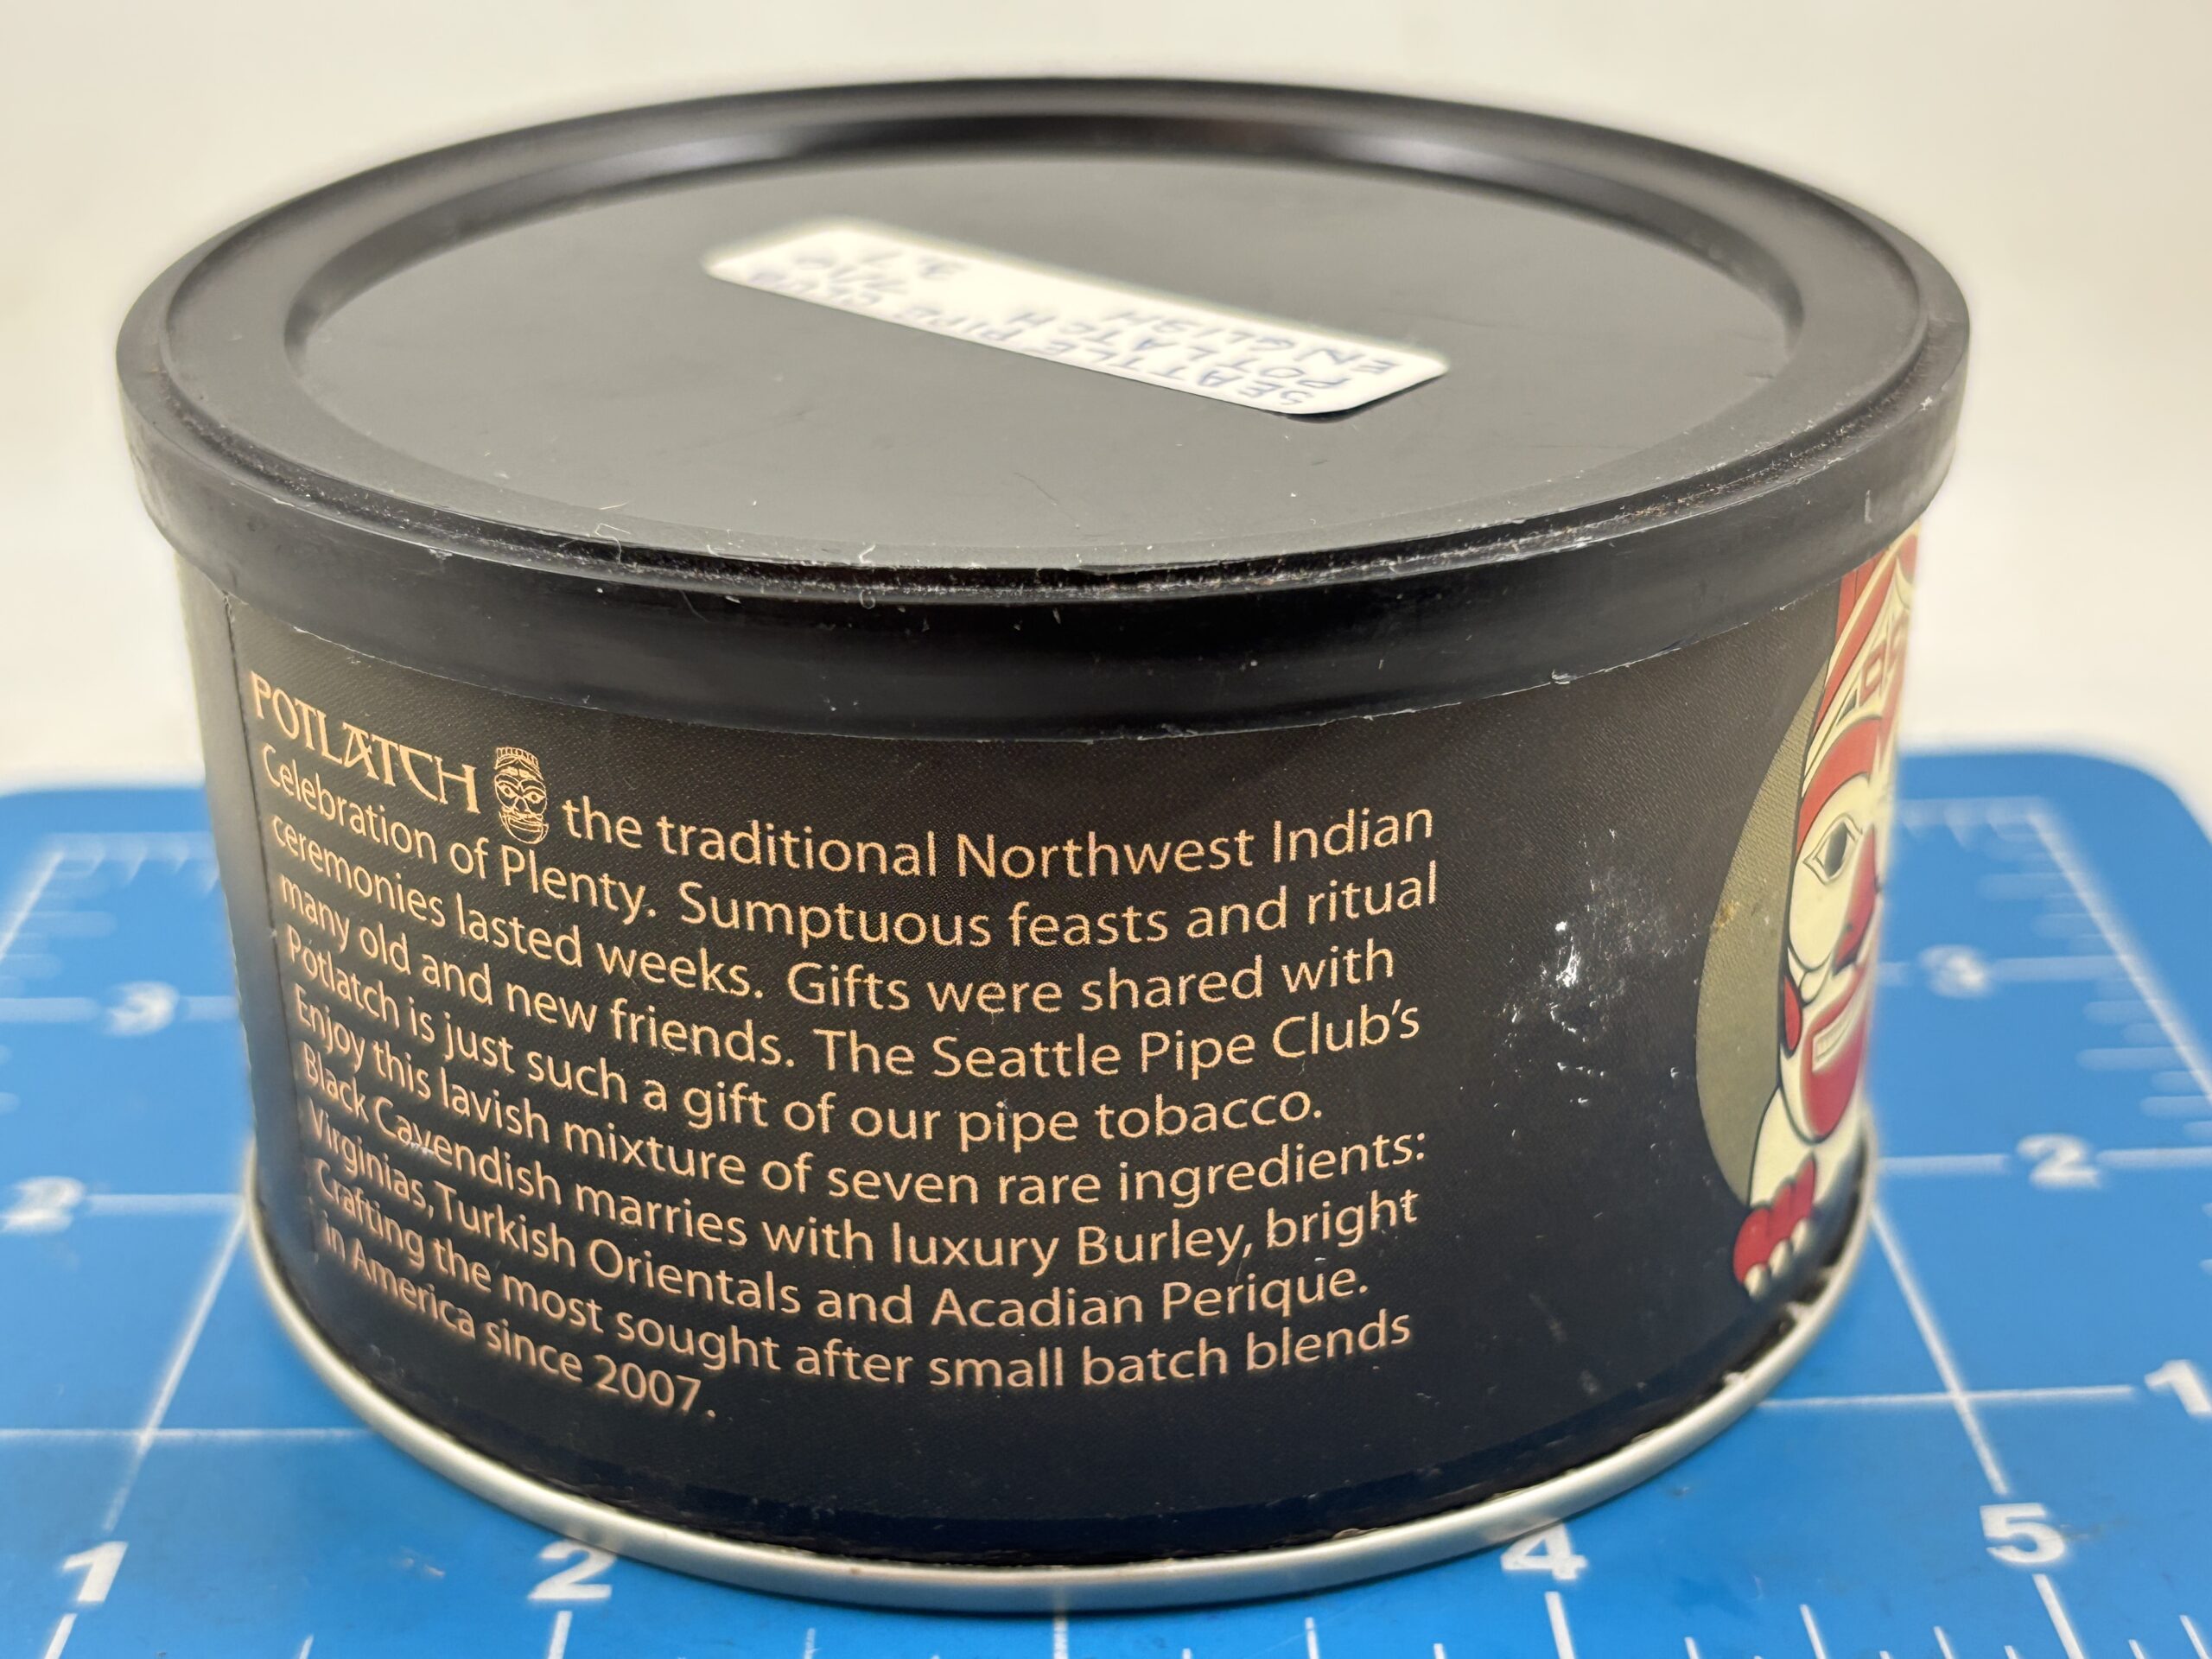 SEATTLE PIPE CLUB
POTLATCH
ENGLISH
POTLATCH the traditional Northwest Indian
Celebration of Plenty. Sumptuous feasts and ritual
ceremonies lasted weeks. Gifts were shared with
many old and new friends. The Seattle Pipe Club's
Potlatch is just such a gift of our pipe tobacco.
Enjoy this lavish mixture of seven rare ingredients:
Black Cavendish marries with luxury Burley, bright
Virginias, Turkish Orientals and Acadian Perique.
Crafting the most sought after small batch blends
in America since 2007.
3 3
2 2
1
1 2 4 5